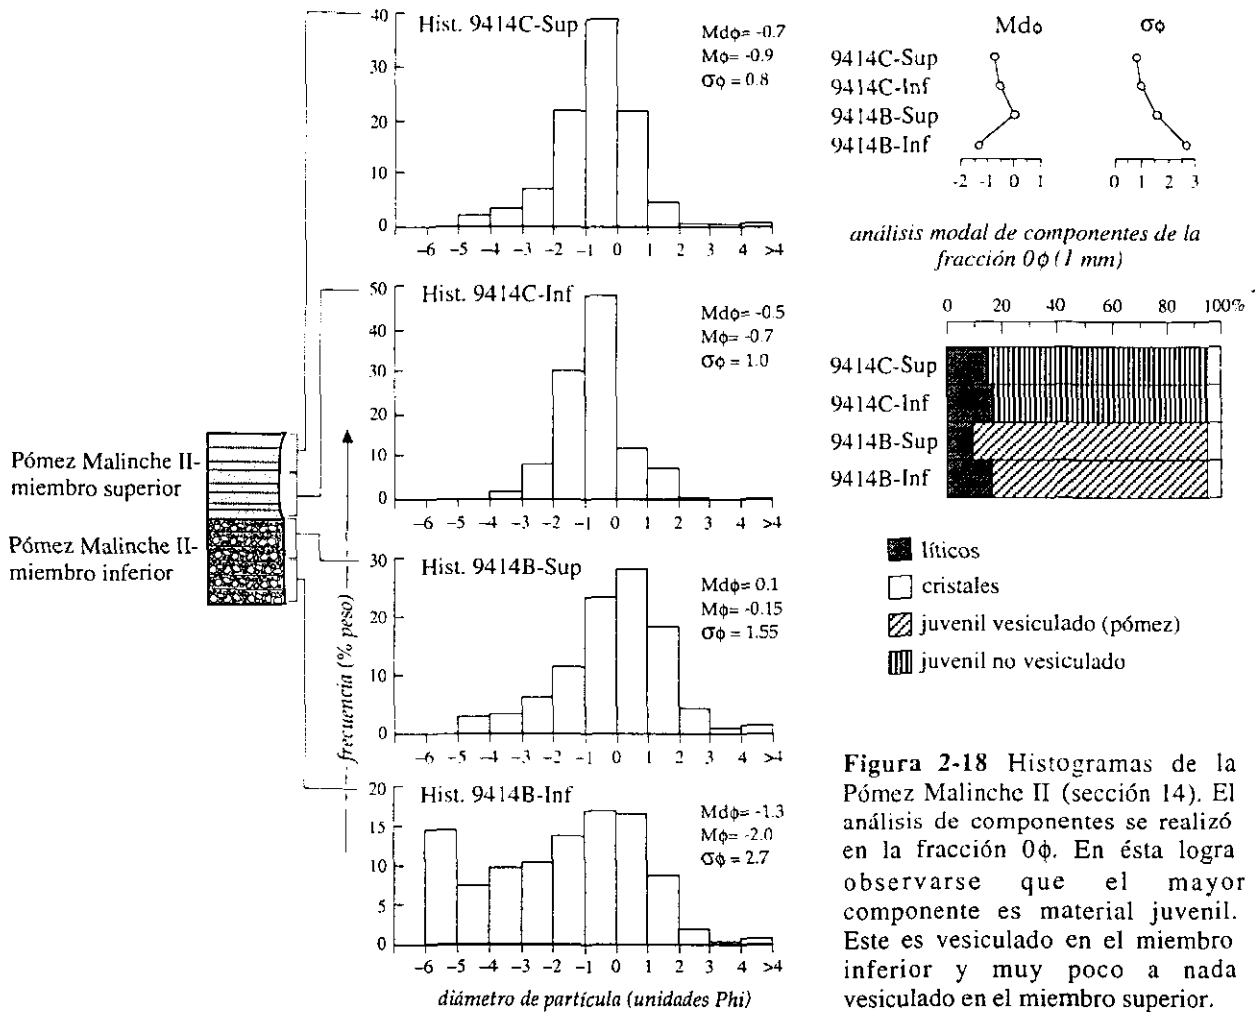 Hist. 9414C-Sup
Mdφ= -0.7
Mφ= -0.9
σφ = 0.8
40
30
20
10
0
-6 -5 -4 -3 -2 -1 0 1 2 3 4 >4
Hist. 9414C-Inf
Mdφ= -0.5
Mφ= -0.7
σφ = 1.0
50
40
30
20
10
0
-6 -5 -4 -3 -2 -1 0 1 2 3 4 >4
Pómez Malinche II-
miembro superior
Pómez Malinche II-
miembro inferior
frecuencia (% peso)
Hist. 9414B-Sup
Mdφ= 0.1
Mφ= -0.15
σφ = 1.55
30
20
10
0
-6 -5 -4 -3 -2 -1 0 1 2 3 4 >4
Hist. 9414B-Inf
Mdφ= -1.3
Mφ= -2.0
σφ = 2.7
20
15
10
5
0
-6 -5 -4 -3 -2 -1 0 1 2 3 4 >4
diámetro de partícula (unidades Phi)
Mdφ σφ
9414C-Sup
9414C-Inf
9414B-Sup
9414B-Inf
-2 -1 0 1 0 1 2 3
análisis modal de componentes de la
fracción 0φ (1 mm)
0 20 40 60 80 100%
9414C-Sup
9414C-Inf
9414B-Sup
9414B-Inf
líticos
cristales
juvenil vesiculado (pómez)
juvenil no vesiculado
Figura 2-18 Histogramas de la
Pómez Malinche II (sección 14). El
análisis de componentes se realizó
en la fracción 0φ. En ésta logra
observarse que el mayor
componente es material juvenil.
Este es vesiculado en el miembro
inferior y muy poco a nada
vesiculado en el miembro superior.